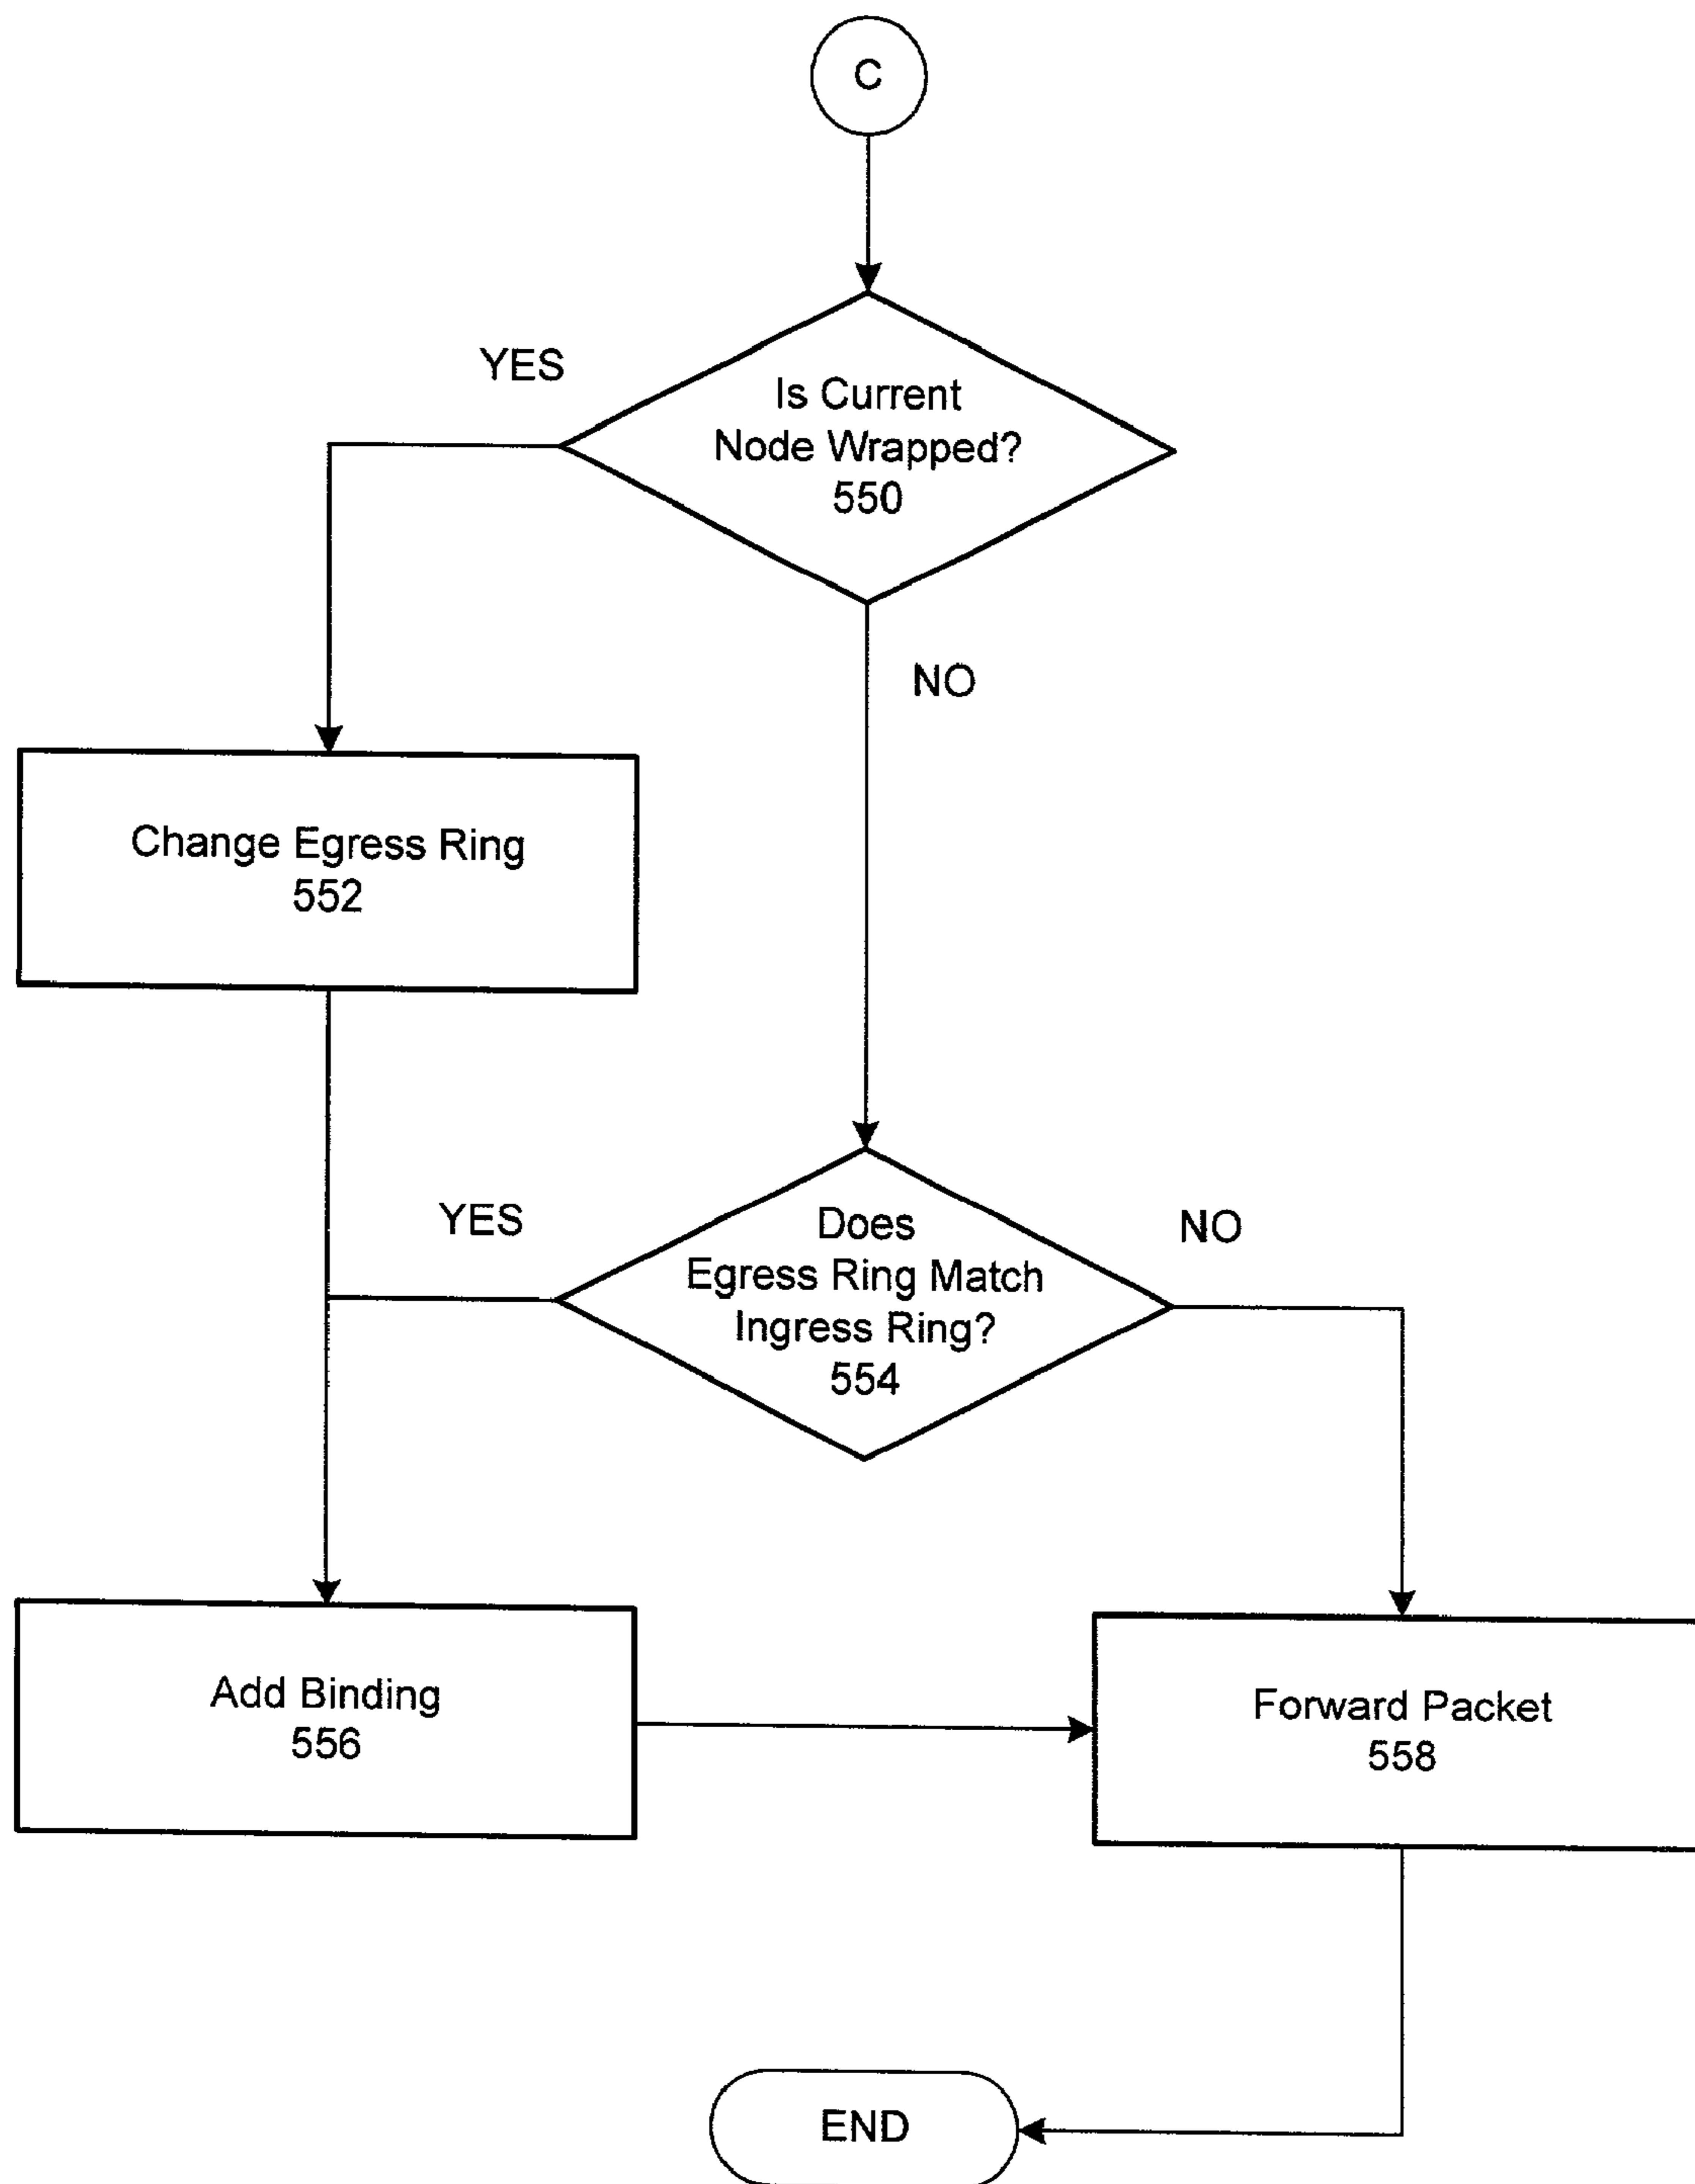 C
YES
Is Current
Node Wrapped?
550
NO
Change Egress Ring
552
YES
Does
Egress Ring Match
Ingress Ring?
554
NO
Add Binding
556
Forward Packet
558
END